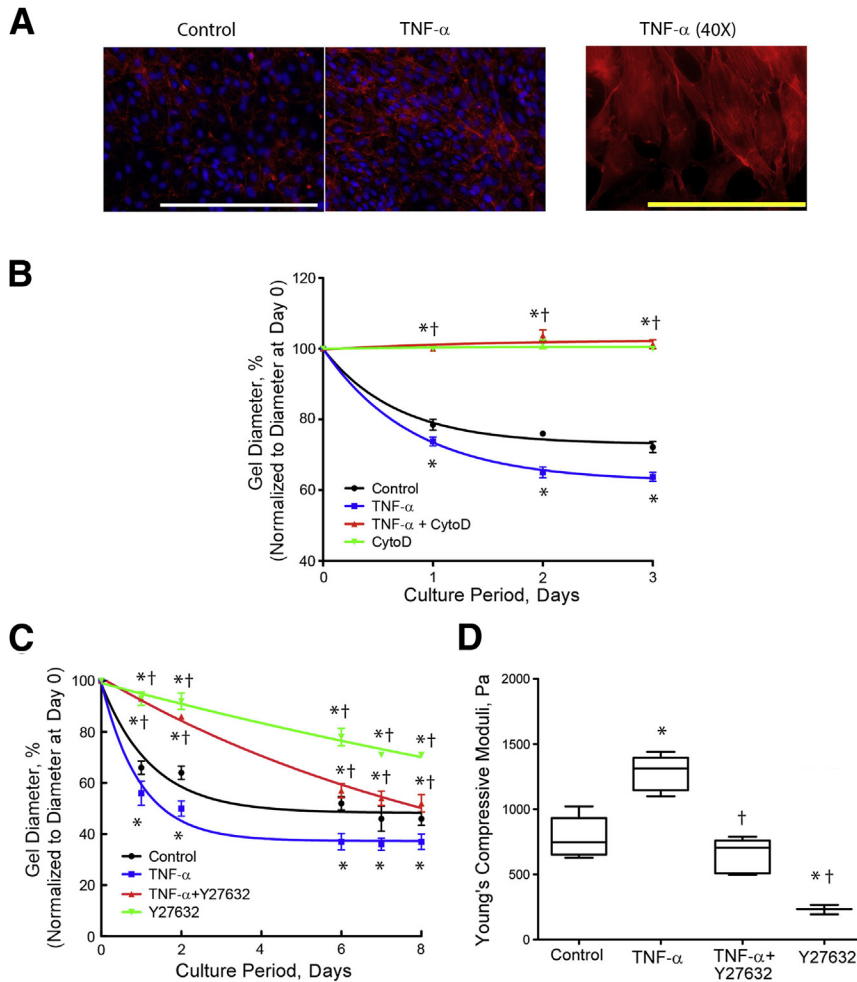 A
Control
TNF-α
TNF-α (40X)
B
Gel Diameter, %
(Normalized to Diameter at Day 0)
120
100
80
60
40
*†
*†
*†
*
*
*
Control
TNF-α
TNF-α + CytoD
CytoD
0
1
2
3
Culture Period, Days
C
Gel Diameter, %
(Normalized to Diameter at Day 0)
100
80
60
40
20
0
*†
*†
*†
*†
*†
*†
*†
*†
*†
*†
*
*
*
*
*
Control
TNF-α
TNF-α+Y27632
Y27632
0
2
4
6
8
Culture Period, Days
D
Young's Compressive Moduli, Pa
2000
1500
1000
500
0
*
†
*†
Control
TNF-α
TNF-α+
Y27632
Y27632